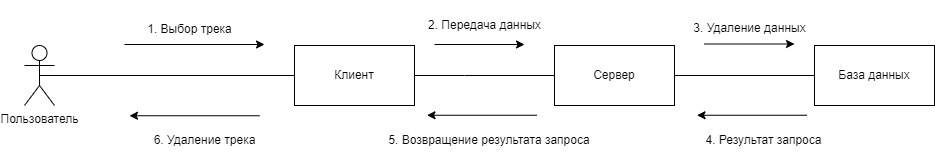 1. Выбор трека
2. Передача данных
3. Удаление данных
Клиент
Сервер
База данных
Пользователь
6. Удаление трека
5. Возвращение результата запроса
4. Результат запроса